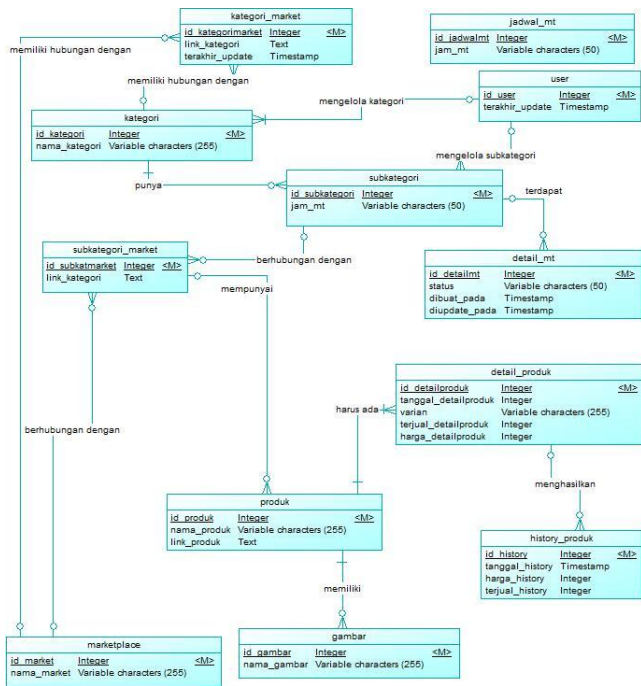 kategori_market
id_kategorimarket Integer <M>
link_kategori Text
terakhir_update Timestamp
jadwal_mt
id_jadwalmt Integer <M>
jam_mt Variable characters (50)
memiliki hubungan dengan
memiliki hubungan dengan
user
id_user Integer <M>
terakhir_update Timestamp
mengelola kategori
kategori
id_kategori Integer <M>
nama_kategori Variable characters (255)
mengelola subkategori
punya
subkategori
id_subkategori Integer <M>
jam_mt Variable characters (50)
terdapat
subkategori_market
id_subkatmarket Integer <M>
link_kategori Text
berhubungan dengan
mempunyai
detail_mt
id_detailmt Integer <M>
status Variable characters (50)
dibuat_pada Timestamp
diupdate_pada Timestamp
detail_produk
id_detailproduk Integer <M>
tanggal_detailproduk Integer
varian Variable characters (255)
terjual_detailproduk Integer
harga_detailproduk Integer
harus ada
berhubungan dengan
menghasilkan
produk
id_produk Integer <M>
nama_produk Variable characters (255)
link_produk Text
history_produk
id_history Integer <M>
tanggal_history Timestamp
harga_history Integer
terjual_history Integer
memiliki
gambar
id_gambar Integer <M>
nama_gambar Variable characters (255)
marketplace
id_market Integer <M>
nama_market Variable characters (255)